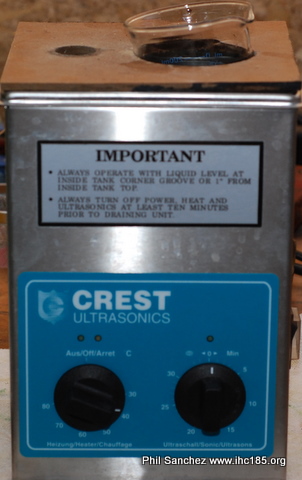 IMPORTANT
• ALWAYS OPERATE WITH LIQUID LEVEL AT
INSIDE TANK CORNER GROOVE OR 1" FROM
INSIDE TANK TOP.
• ALWAYS TURN OFF POWER, HEAT AND
ULTRASONICS AT LEAST TEN MINUTES
PRIOR TO DRAINING UNIT.
CREST
ULTRASONICS
Aus/Off/Arret C
Min
30 5
80 10
70 60 50 20 15
Heizung/Heater/Chauffage
Ultraschall/Sonic/Ultrasons
Phil Sanchez www.ihc185.org